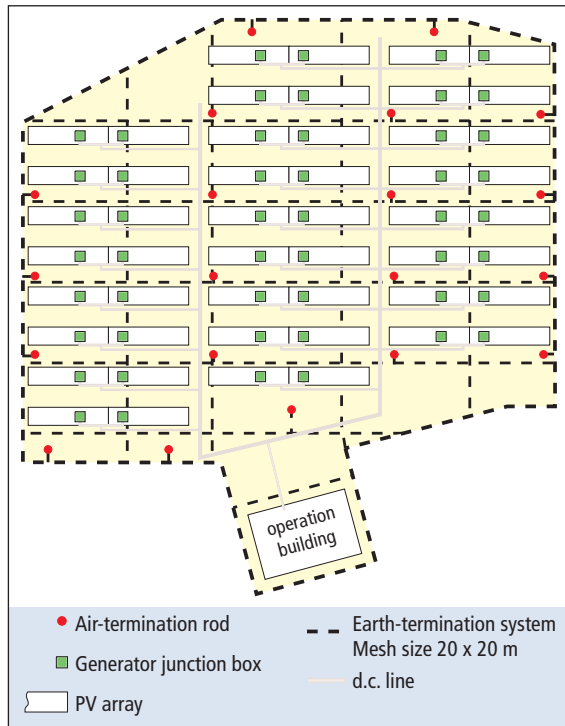 operation
building
Air-termination rod
Generator junction box
PV array
Earth-termination system
Mesh size 20 x 20 m
d.c. line